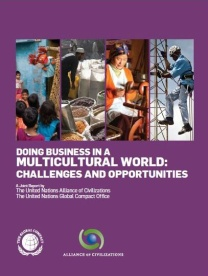 DOING BUSINESS IN A
MULTICULTURAL WORLD:
CHALLENGES AND OPPORTUNITIES
A Joint Report by
The United Nations Alliance of Civilizations
The United Nations Global Compact Office
ALLIANCE OF CIVILIZATIONS